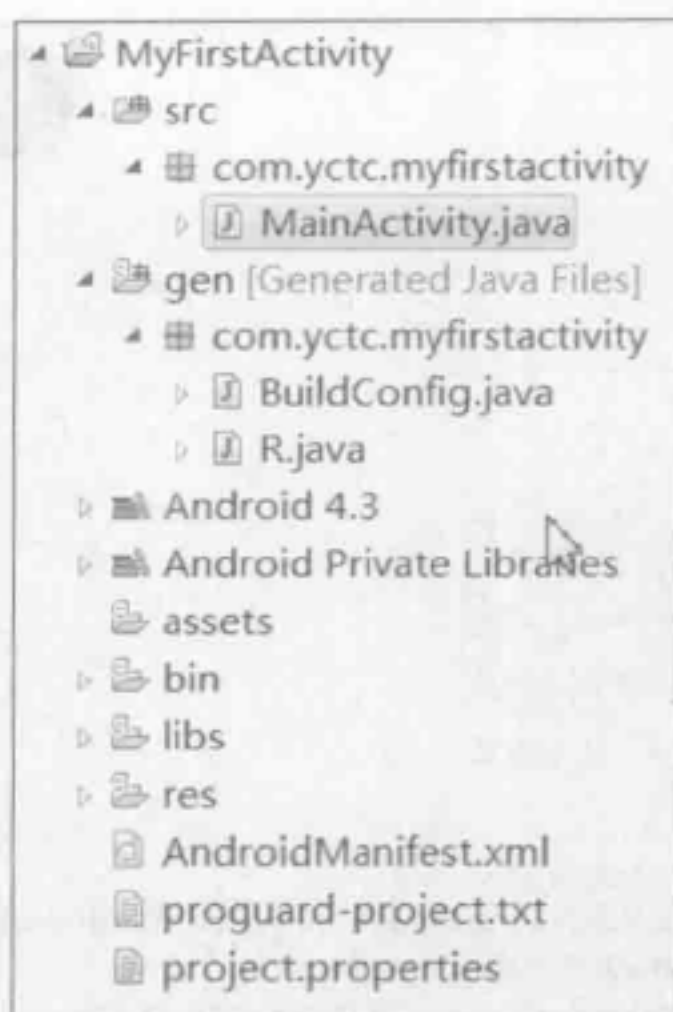 MyFirstActivity
src
com.yctc.myfirstactivity
MainActivity.java
gen [Generated Java Files]
com.yctc.myfirstactivity
BuildConfig.java
R.java
Android 4.3
Android Private Libraries
assets
bin
libs
res
AndroidManifest.xml
proguard-project.txt
project.properties